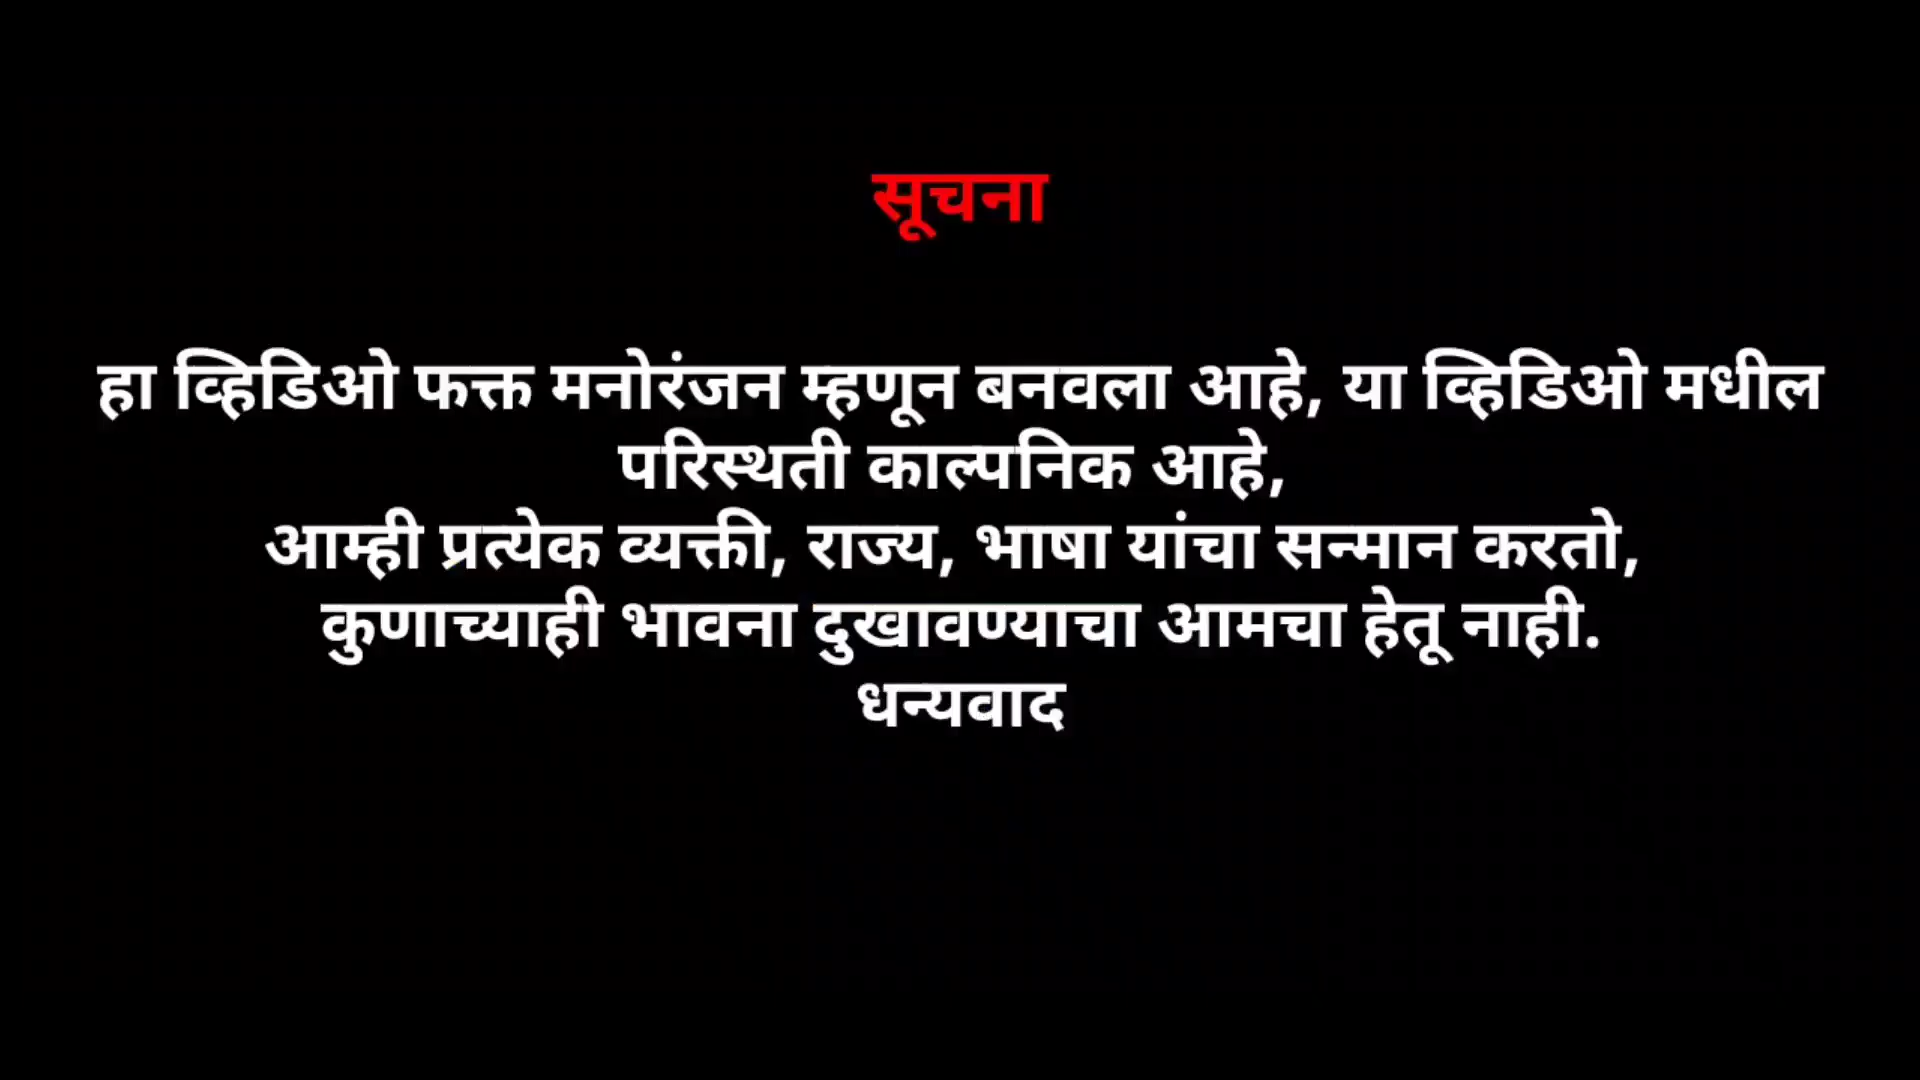 सूचना
हा व्हिडिओ फक्त मनोरंजन म्हणून बनवला आहे, या व्हिडिओ मधील
परिस्थती काल्पनिक आहे,
आम्ही प्रत्येक व्यक्ती, राज्य, भाषा यांचा सन्मान करतो,
कुणाच्याही भावना दुखावण्याचा आमचा हेतू नाही.
धन्यवाद